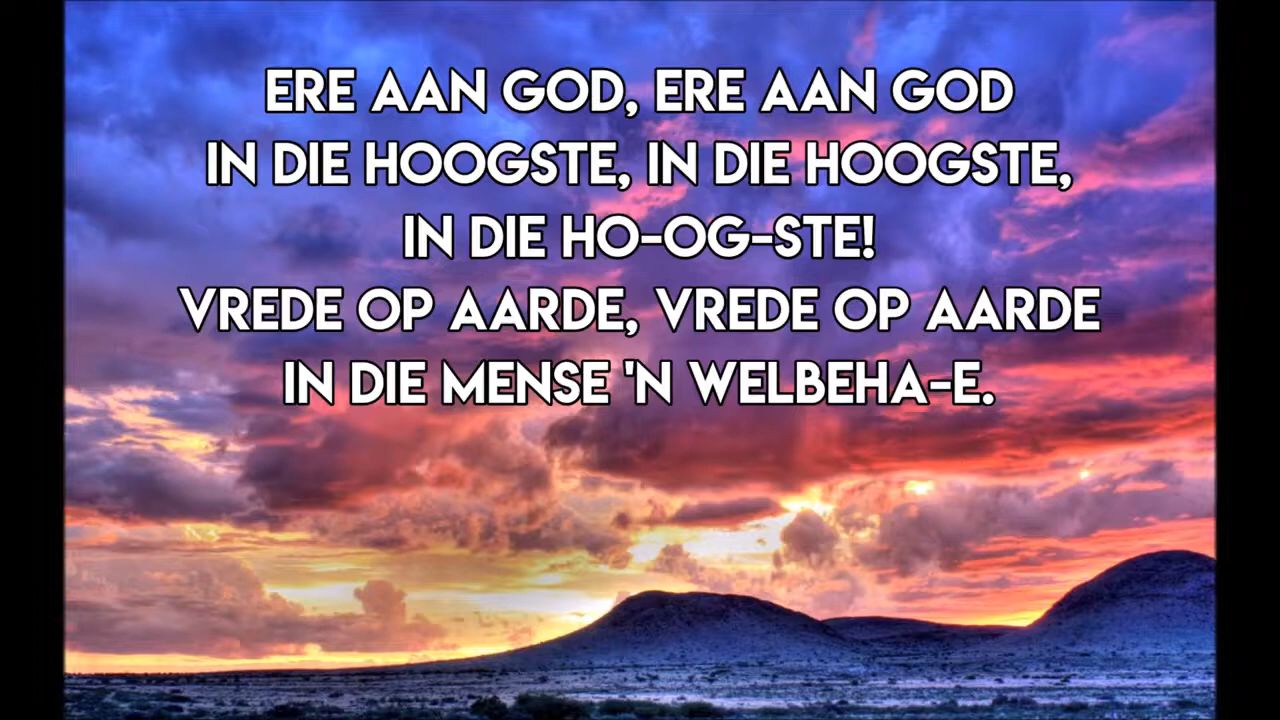 ERE AAN GOD, ERE AAN GOD
IN DIE HOOGSTE, IN DIE HOOGSTE,
IN DIE HO-OG-STE!
VREDE OP AARDE, VREDE OP AARDE
IN DIE MENSE 'N WELBEHA-E.